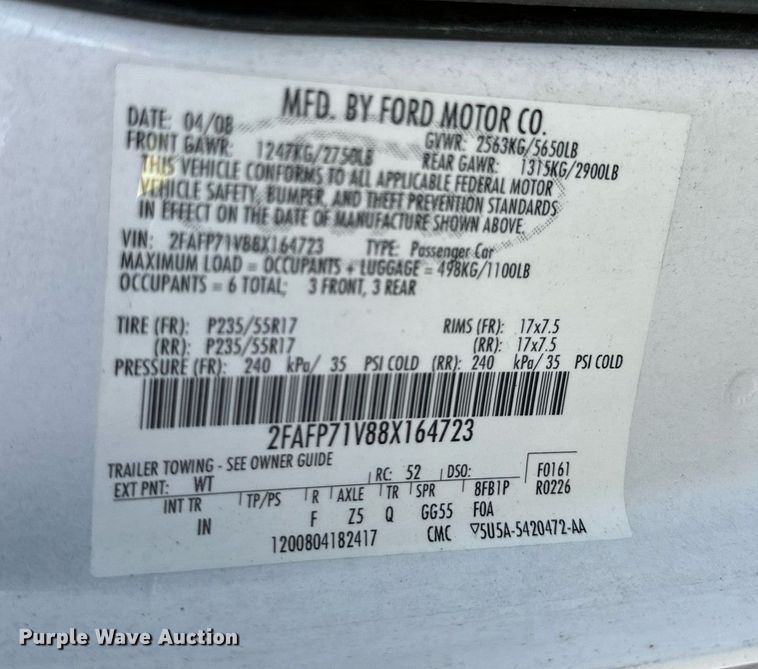 MFD. BY FORD MOTOR CO.
DATE: 04/08 GVWR: 2563KG/5650LB
FRONT GAWR: 1247KG/2750LB REAR GAWR: 1315KG/2900LB
THIS VEHICLE CONFORMS TO ALL APPLICABLE FEDERAL MOTOR
VEHICLE SAFETY, BUMPER, AND THEFT PREVENTION STANDARDS
IN EFFECT ON THE DATE OF MANUFACTURE SHOWN ABOVE.
VIN: 2FAFP71V88X164723 TYPE: Passenger Car
MAXIMUM LOAD = OCCUPANTS + LUGGAGE = 498KG/1100LB
OCCUPANTS = 6 TOTAL; 3 FRONT, 3 REAR
TIRE (FR): P235/55R17 RIMS (FR): 17x7.5
(RR): P235/55R17 (RR): 17x7.5
PRESSURE (FR): 240 kPa/ 35 PSI COLD (RR): 240 kPa/ 35 PSI COLD
2FAFP71V88X164723
TRAILER TOWING - SEE OWNER GUIDE
EXT PNT: WT RC: 52 DSO: F0161
INT TR TP/PS R AXLE TR SPR 8FB1P R0226
IN F Z5 Q GG55 F0A
1200804182417 CMC ▽5U5A-5420472-AA
Purple Wave Auction